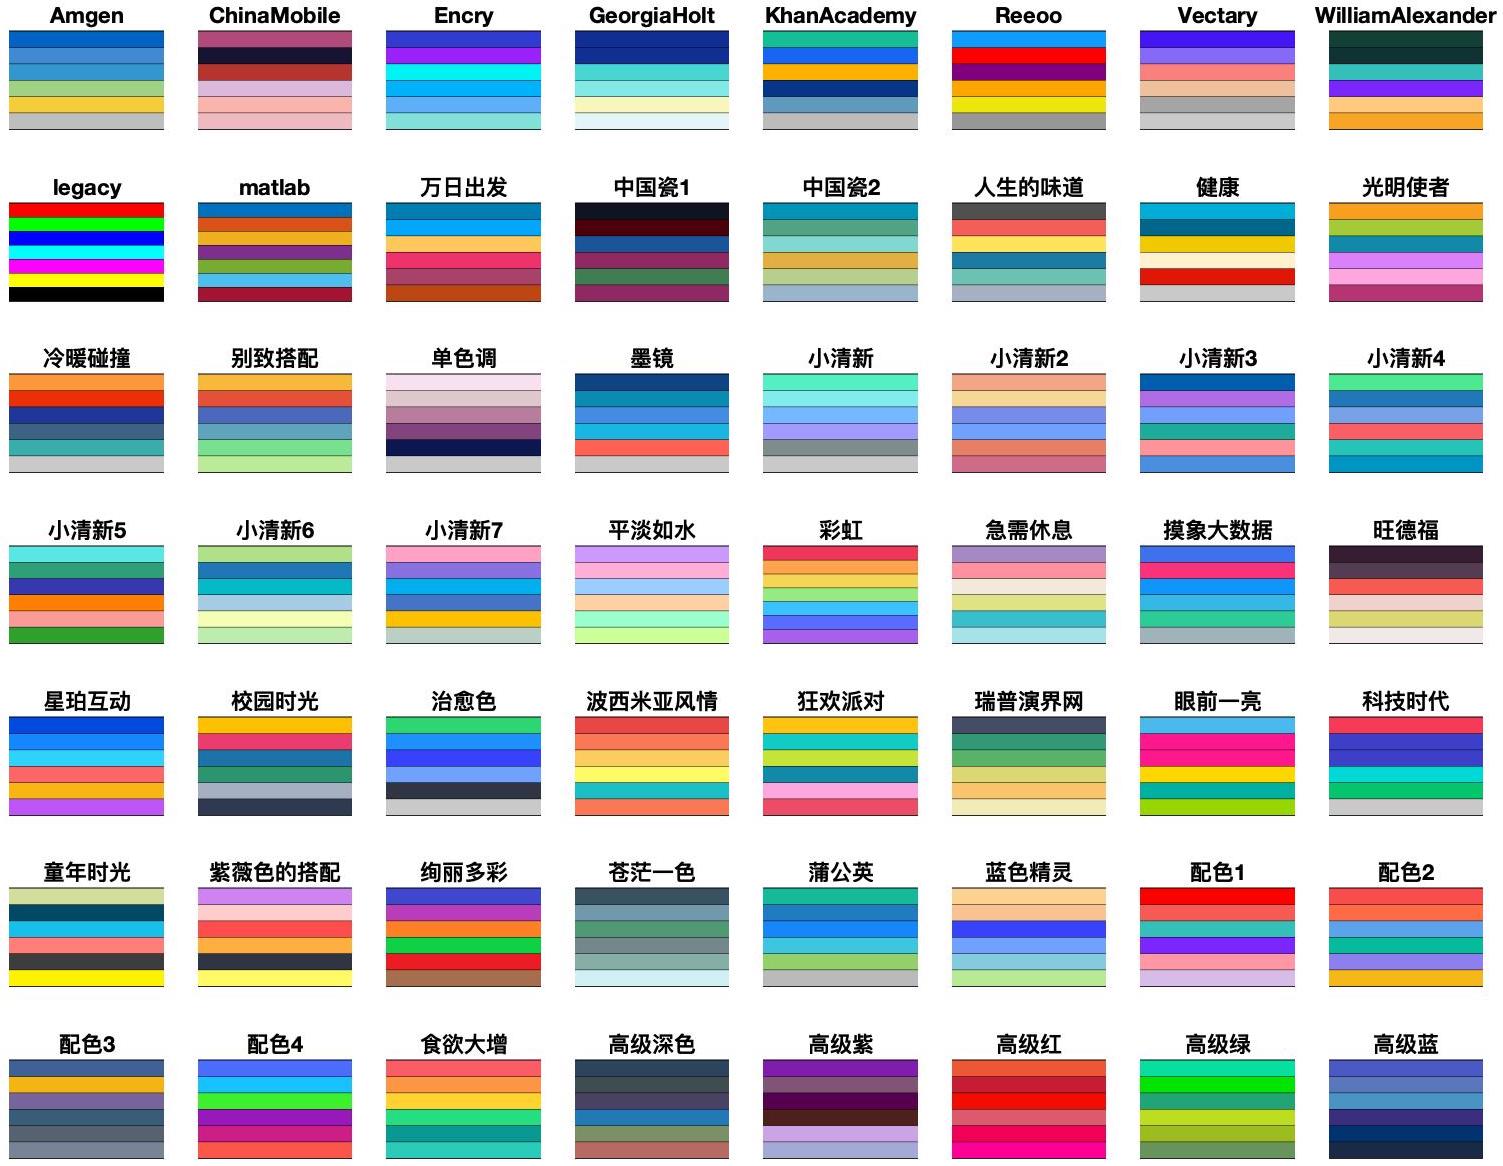 Amgen ChinaMobile Encry GeorgiaHolt KhanAcademy Reeoo Vectary WilliamAlexander
legacy matlab 万日出发 中国瓷1 中国瓷2 人生的味道 健康 光明使者
冷暖碰撞 别致搭配 单色调 墨镜 小清新 小清新2 小清新3 小清新4
小清新5 小清新6 小清新7 平淡如水 彩虹 急需休息 摸象大数据 旺德福
星珀互动 校园时光 治愈色 波西米亚风情 狂欢派对 瑞普演界网 眼前一亮 科技时代
童年时光 紫薇色的搭配 绚丽多彩 苍茫一色 蒲公英 蓝色精灵 配色1 配色2
配色3 配色4 食欲大增 高级深色 高级紫 高级红 高级绿 高级蓝